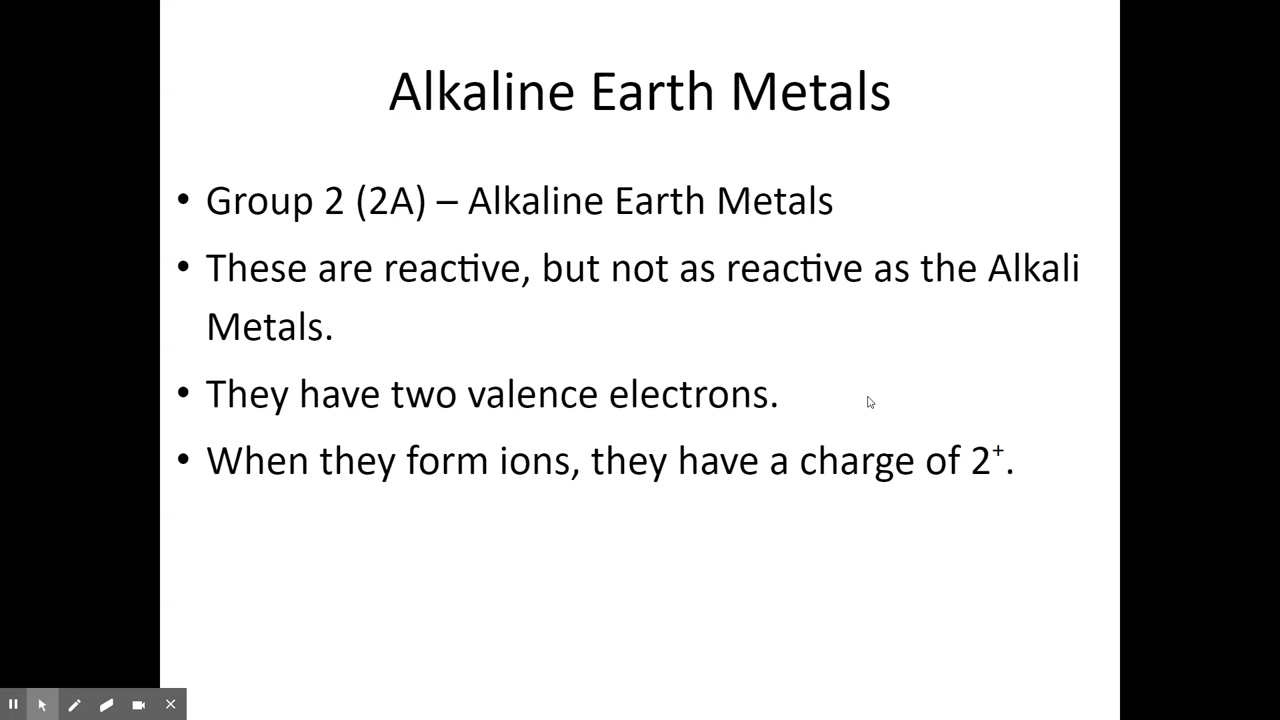 Alkaline Earth Metals
• Group 2 (2A) – Alkaline Earth Metals
• These are reactive, but not as reactive as the Alkali
Metals.
• They have two valence electrons.
• When they form ions, they have a charge of 2⁺.